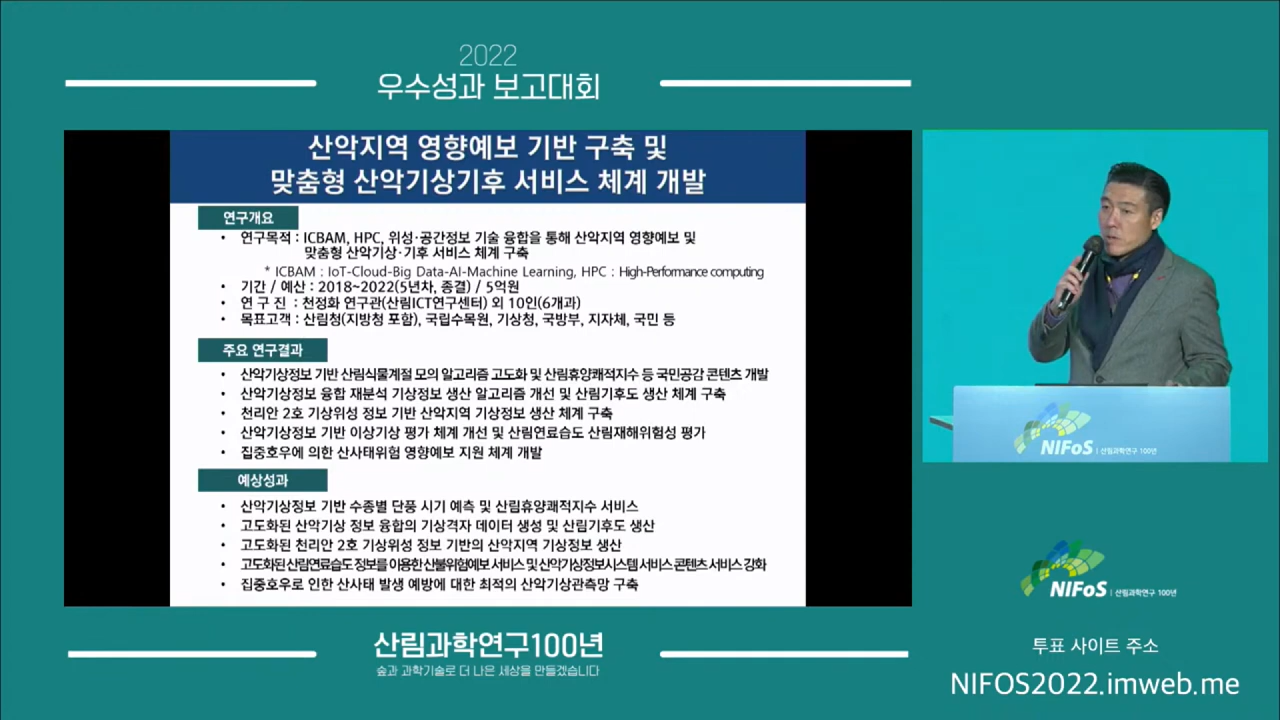 2022
우수성과 보고대회
산악지역 영향예보 기반 구축 및
맞춤형 산악기상기후 서비스 체계 개발
연구개요
• 연구목적 : ICBAM, HPC, 위성·공간정보 기술 융합을 통해 산악지역 영향예보 및
맞춤형 산악기상·기후 서비스 체계 구축
* ICBAM : IoT-Cloud-Big Data-AI-Machine Learning, HPC : High-Performance computing
• 기간 / 예산 : 2018~2022(5년차, 종결) / 5억원
• 연 구 진 : 천정화 연구관(산림ICT연구센터) 외 10인(6개과)
• 목표고객 : 산림청(지방청 포함), 국립수목원, 기상청, 국방부, 지자체, 국민 등
주요 연구결과
• 산악기상정보 기반 산림식물계절 모의 알고리즘 고도화 및 산림휴양쾌적지수 등 국민공감 콘텐츠 개발
• 산악기상정보 융합 재분석 기상정보 생산 알고리즘 개선 및 산림기후도 생산 체계 구축
• 천리안 2호 기상위성 정보 기반 산악지역 기상정보 생산 체계 구축
• 산악기상정보 기반 이상기상 평가 체계 개선 및 산림연료습도 산림재해위험성 평가
• 집중호우에 의한 산사태위험 영향예보 지원 체계 개발
예상성과
• 산악기상정보 기반 수종별 단풍 시기 예측 및 산림휴양쾌적지수 서비스
• 고도화된 산악기상 정보 융합의 기상격자 데이터 생성 및 산림기후도 생산
• 고도화된 천리안 2호 기상위성 정보 기반의 산악지역 기상정보 생산
• 고도화된 산림연료습도 정보를 이용한 산불위험예보 서비스 및 산악기상정보시스템 서비스 콘텐츠 서비스 강화
• 집중호우로 인한 산사태 발생 예방에 대한 최적의 산악기상관측망 구축
산림과학연구100년
숲과 과학기술로 더 나은 세상을 만들겠습니다
NiFoS | 산림과학연구 100년
NiFoS | 산림과학연구 100년
투표 사이트 주소
NIFOS2022.imweb.me